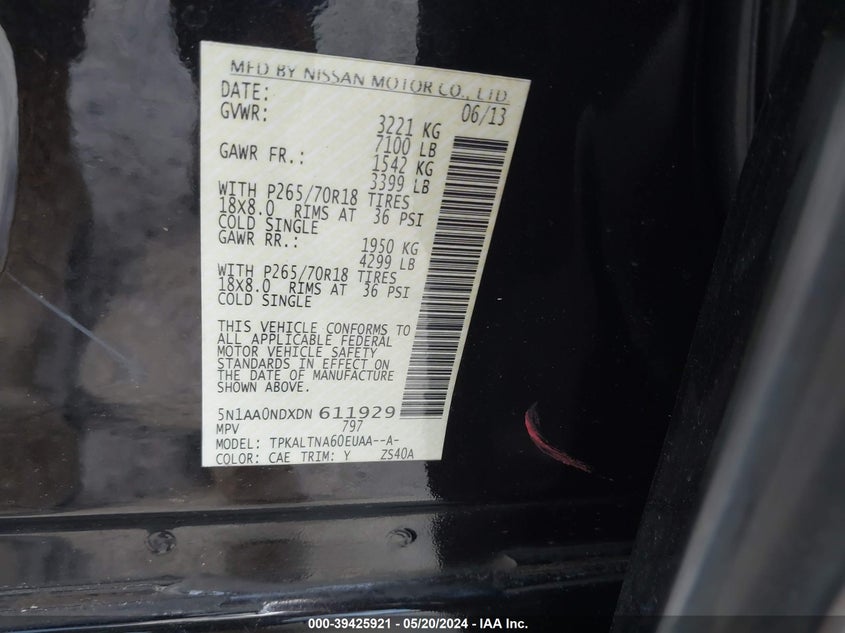 MFD BY NISSAN MOTOR CO., LTD.
DATE: 06/13
GVWR: 3221 KG
7100 LB
GAWR FR.: 1542 KG
3399 LB
WITH P265/70R18 TIRES
18X8.0 RIMS AT 36 PSI
COLD SINGLE
GAWR RR.: 1950 KG
4299 LB
WITH P265/70R18 TIRES
18X8.0 RIMS AT 36 PSI
COLD SINGLE
THIS VEHICLE CONFORMS TO
ALL APPLICABLE FEDERAL
MOTOR VEHICLE SAFETY
STANDARDS IN EFFECT ON
THE DATE OF MANUFACTURE
SHOWN ABOVE.
5N1AA0NDXDN 611929
MPV 797
MODEL: TPKALTNA60EUAA--A-
COLOR: CAE TRIM: Y ZS40A
000-39425921 - 05/20/2024 - IAA Inc.